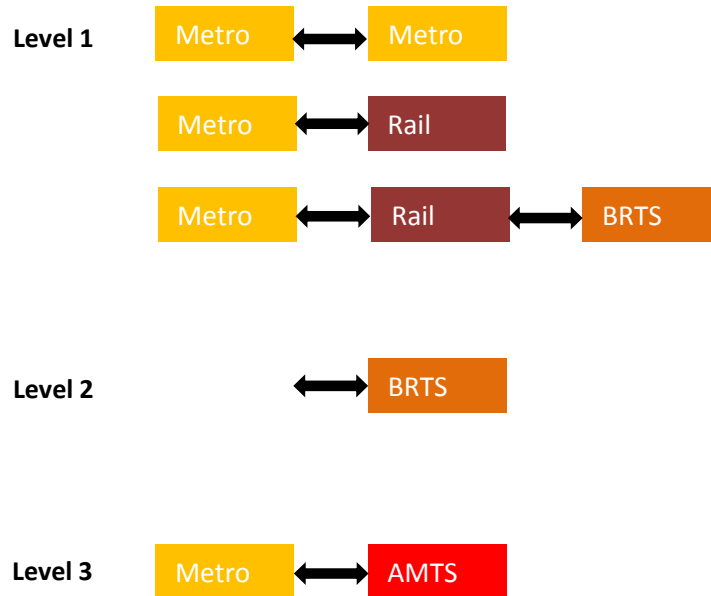 Level 1 Metro Metro
Metro Rail
Metro Rail BRTS
Level 2 BRTS
Level 3 Metro AMTS